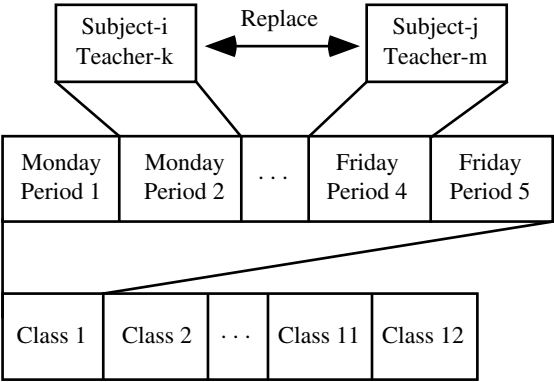 Subject-i
Teacher-k
Replace
Subject-j
Teacher-m
Monday
Period 1
Monday
Period 2
. . .
Friday
Period 4
Friday
Period 5
Class 1
Class 2
. . .
Class 11
Class 12